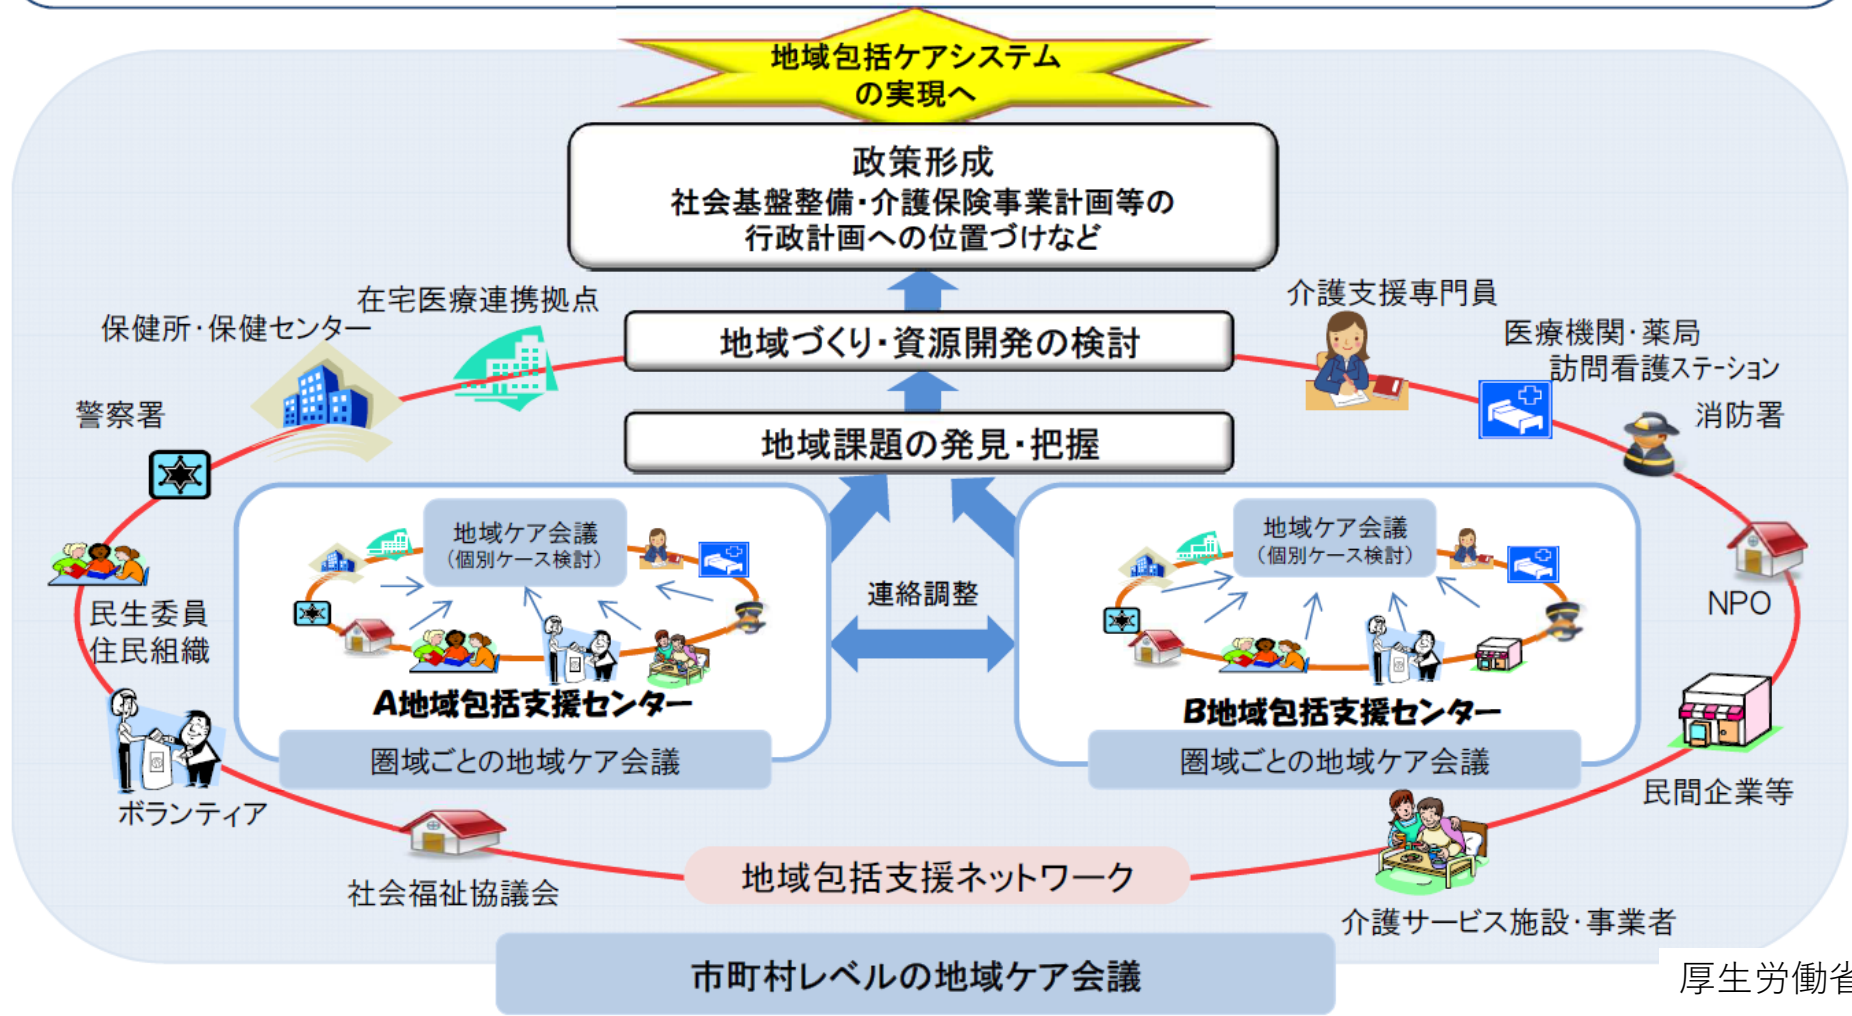 地域包括ケアシステム
の実現へ
政策形成
社会基盤整備・介護保険事業計画等の
行政計画への位置づけなど
地域づくり・資源開発の検討
地域課題の発見・把握
在宅医療連携拠点
保健所・保健センター
警察署
民生委員
住民組織
ボランティア
社会福祉協議会
介護支援専門員
医療機関・薬局
訪問看護ステーション
消防署
NPO
民間企業等
介護サービス施設・事業者
地域ケア会議
(個別ケース検討)
A地域包括支援センター
圏域ごとの地域ケア会議
連絡調整
地域ケア会議
(個別ケース検討)
B地域包括支援センター
圏域ごとの地域ケア会議
地域包括支援ネットワーク
市町村レベルの地域ケア会議
厚生労働省